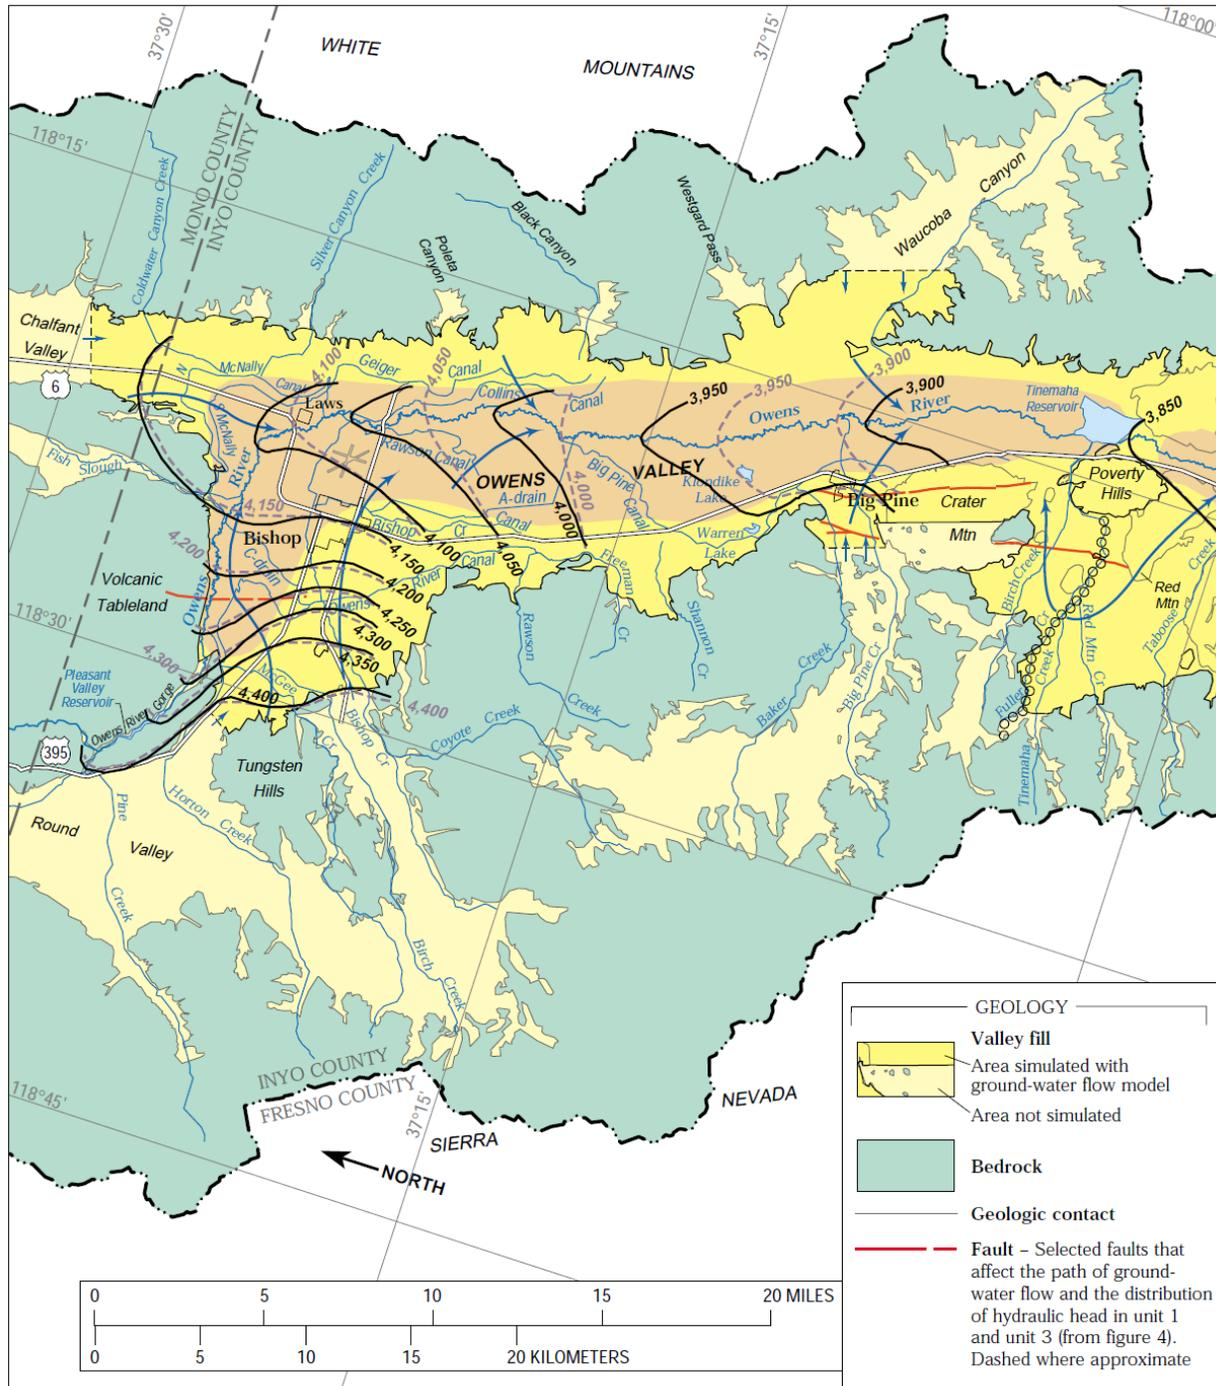 37°30'
WHITE
MOUNTAINS
37°15'
118°00'
118°15'
MONO COUNTY
INYO COUNTY
Coldwater Canyon Creek
Silver Canyon Creek
Poleta
Canyon
Black Canyon
Westgard Pass
Waucoba
Canyon
Chalfant
Valley
6
N
McNally
Canal
4,100
Geiger
Canal
4,050
Collins
Canal
Laws
S
McNally
3,950
3,950
3,900
3,900
Owens
River
Tinemaha
Reservoir
3,850
Fish Slough
River
Rawson Canal
OWENS
VALLEY
A-drain
Canal
Big Pine
Canal
4,000
4,000
Klondike
Lake
Big Pine
Crater
Mtn
Poverty
Hills
4,150
Bishop
Bishop
Cr
Canal
4,100
4,050
4,150
Warren
Lake
4,200
C-drain
Owens
River
Canal
Owens
4,200
4,250
4,300
4,350
Volcanic
Tableland
118°30'
4,300
Pleasant
Valley
Reservoir
Owens River Gorge
McGee
Cr
4,400
4,400
395
Bishop Cr
Coyote Creek
Rawson
Creek
Freeman
Cr
Shannon
Cr
Baker Creek
Big Pine Cr
Birch Creek
Fuller
Creek
Cr
Tinemaha
Red Mtn
Cr
Red
Mtn
Taboose Creek
Tungsten
Hills
Pine
Creek
Horton Creek
Round
Valley
Birch Creek
118°45'
INYO COUNTY
FRESNO COUNTY
37°15'
SIERRA
NEVADA
NORTH
0 5 10 15 20 MILES
0 5 10 15 20 KILOMETERS
GEOLOGY
Valley fill
Area simulated with
ground-water flow model
Area not simulated
Bedrock
Geologic contact
Fault – Selected faults that
affect the path of ground-
water flow and the distribution
of hydraulic head in unit 1
and unit 3 (from figure 4).
Dashed where approximate